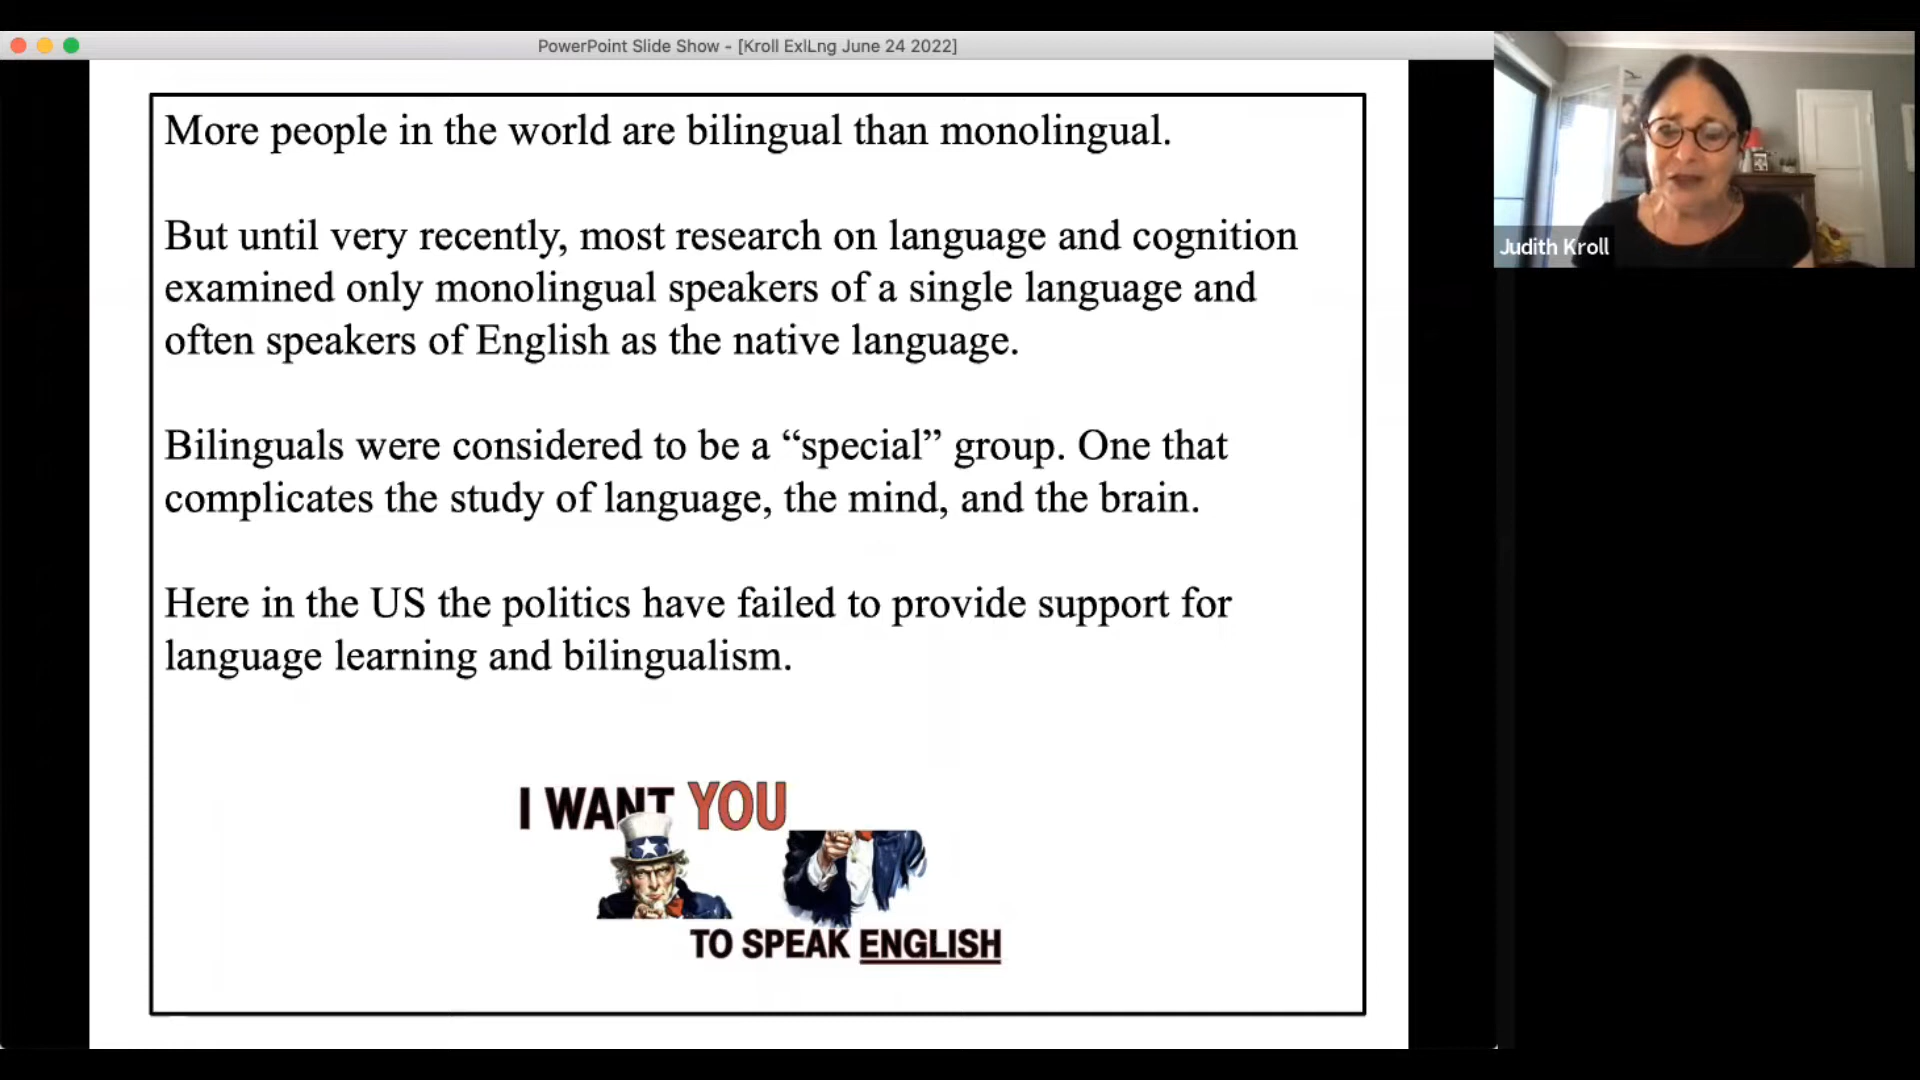 PowerPoint Slide Show - [Kroll ExlLng June 24 2022]
More people in the world are bilingual than monolingual.
But until very recently, most research on language and cognition
examined only monolingual speakers of a single language and
often speakers of English as the native language.
Bilinguals were considered to be a “special” group. One that
complicates the study of language, the mind, and the brain.
Here in the US the politics have failed to provide support for
language learning and bilingualism.
I WANT YOU
TO SPEAK ENGLISH
Judith Kroll